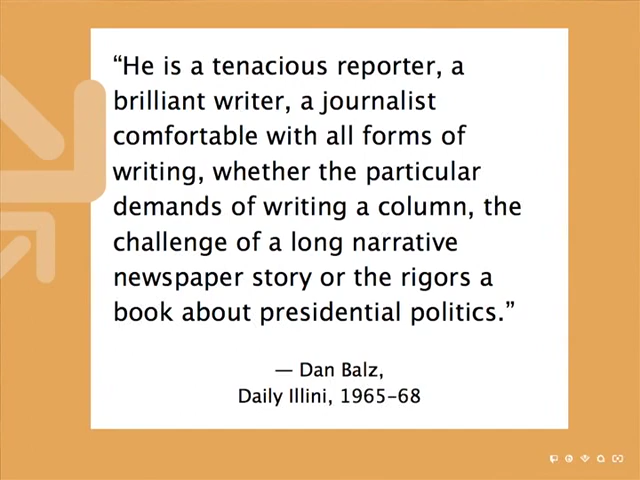 “He is a tenacious reporter, a
brilliant writer, a journalist
comfortable with all forms of
writing, whether the particular
demands of writing a column, the
challenge of a long narrative
newspaper story or the rigors a
book about presidential politics.”
— Dan Balz,
Daily Illini, 1965–68